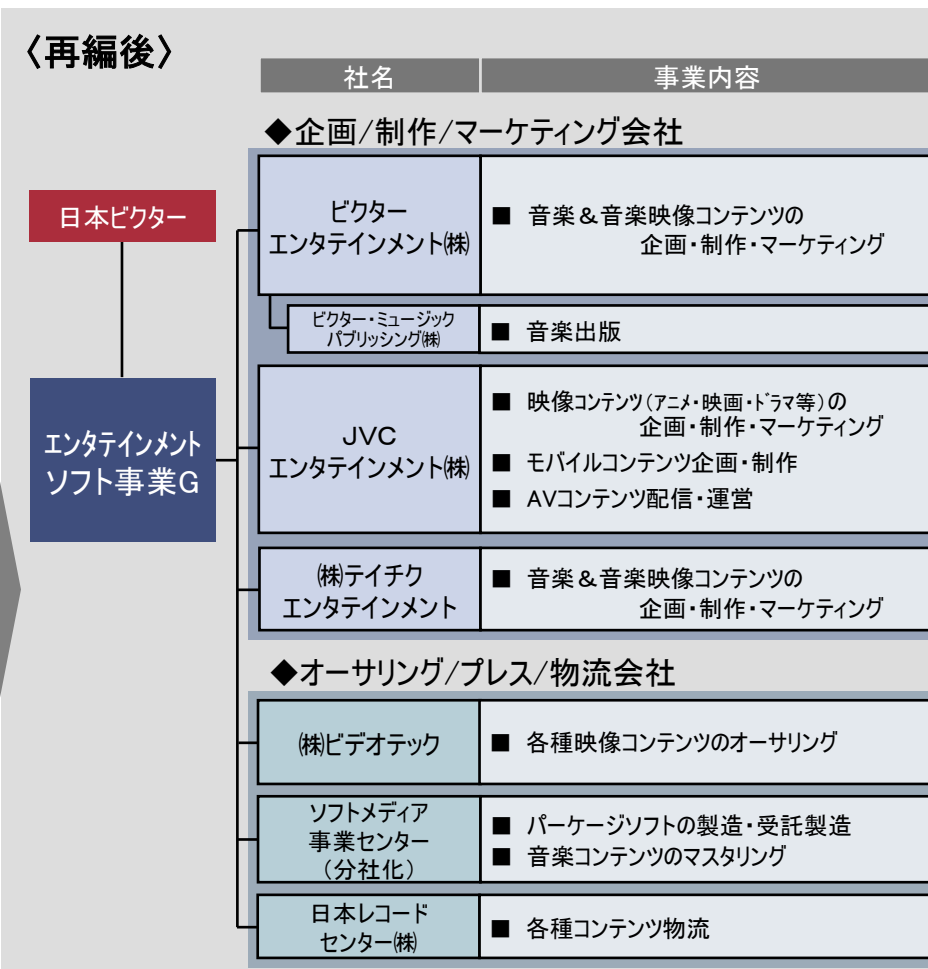 〈再編後〉
社名
事業内容
◆企画/制作/マーケティング会社
日本ビクター
エンタテインメント
ソフト事業G
ビクター
エンタテインメント㈱
■ 音楽＆音楽映像コンテンツの
企画・制作・マーケティング
ビクター・ミュージック
パブリッシング㈱
■ 音楽出版
JVC
エンタテインメント㈱
■ 映像コンテンツ（アニメ・映画・ドラマ等）の
企画・制作・マーケティング
■ モバイルコンテンツ企画・制作
■ AVコンテンツ配信・運営
㈱テイチク
エンタテインメント
■ 音楽＆音楽映像コンテンツの
企画・制作・マーケティング
◆オーサリング/プレス/物流会社
㈱ビデオテック
■ 各種映像コンテンツのオーサリング
ソフトメディア
事業センター
（分社化）
■ パーケージソフトの製造・受託製造
■ 音楽コンテンツのマスタリング
日本レコード
センター㈱
■ 各種コンテンツ物流